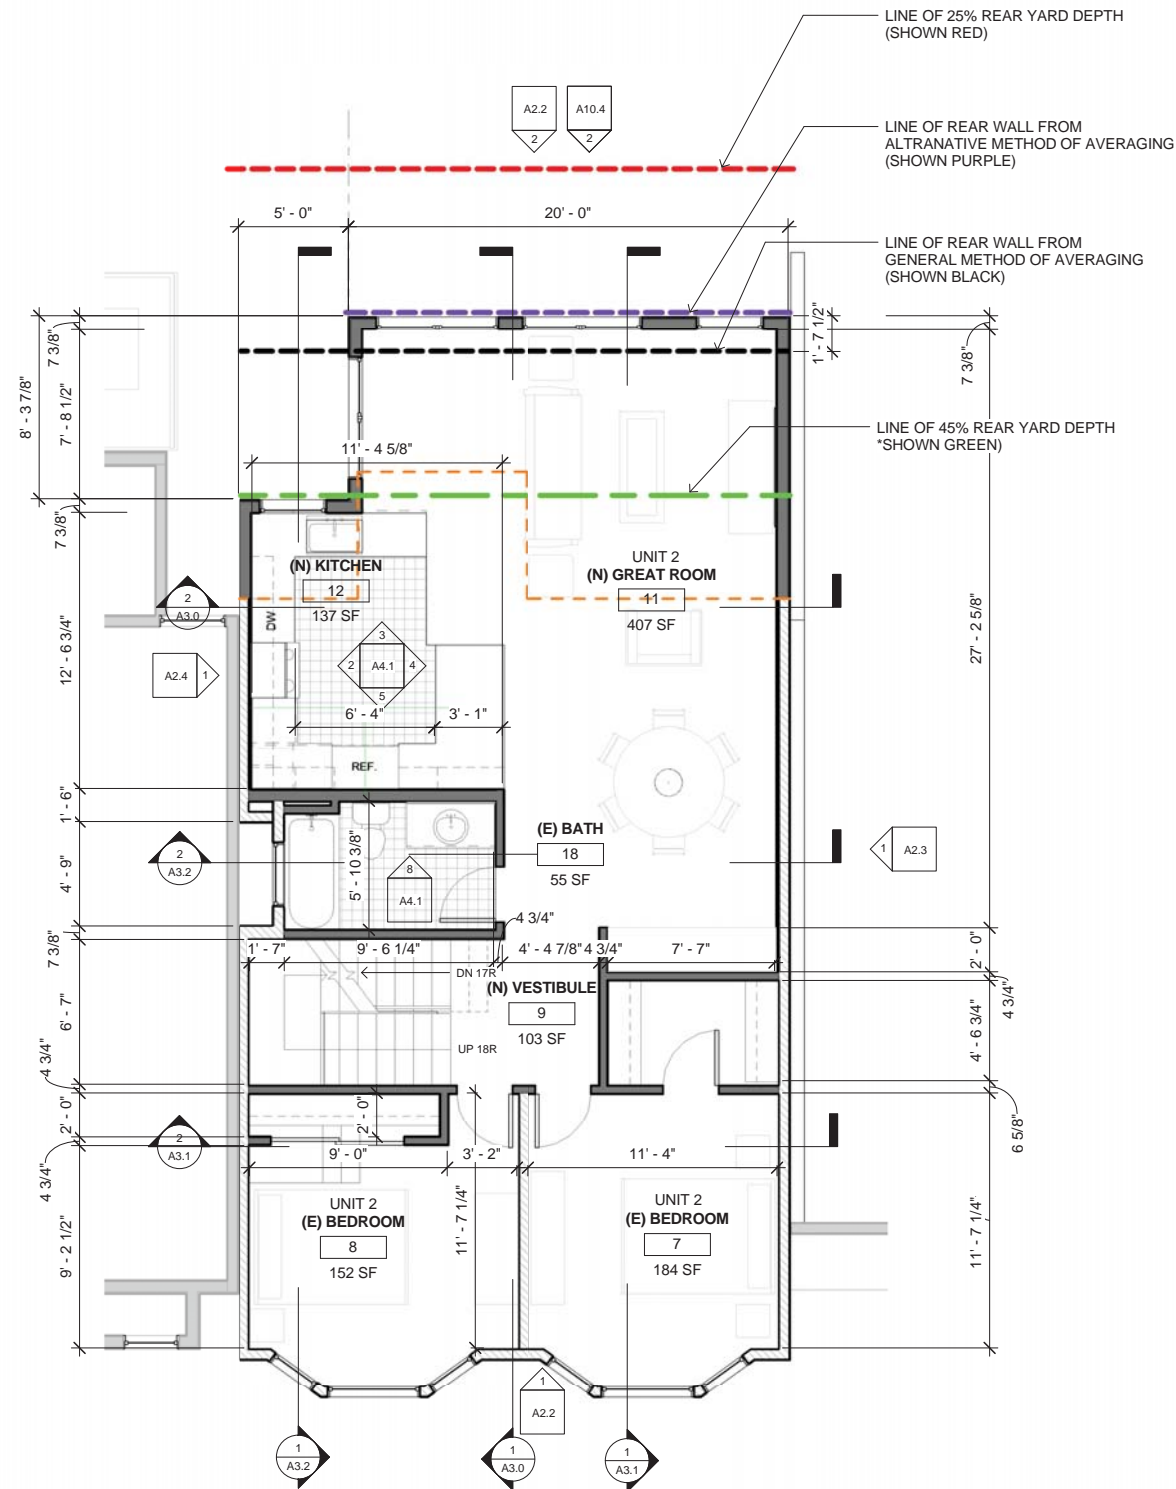 LINE OF 25% REAR YARD DEPTH
(SHOWN RED)
A2.2
2
A10.4
2
LINE OF REAR WALL FROM
ALTRANATIVE METHOD OF AVERAGING
(SHOWN PURPLE)
5' - 0"
20' - 0"
LINE OF REAR WALL FROM
GENERAL METHOD OF AVERAGING
(SHOWN BLACK)
7 3/8"
1' - 7 1/2"
7 3/8"
8' - 3 7/8"
7' - 8 1/2"
LINE OF 45% REAR YARD DEPTH
*SHOWN GREEN)
11' - 4 5/8"
7 3/8"
UNIT 2
(N) GREAT ROOM
11
407 SF
(N) KITCHEN
12
137 SF
2
A3.0
DW
12' - 6 3/4"
27' - 2 5/8"
A2.4
1
3
2
A4.1
4
5
6' - 4"
3' - 1"
REF.
1' - 6"
(E) BATH
18
55 SF
2
A3.2
4' - 9"
5' - 10 3/8"
8
A4.1
1
A2.3
4 3/4"
7 3/8"
1' - 7"
9' - 6 1/4"
4' - 4 7/8"
4 3/4"
7' - 7"
2' - 0"
DN 17R
(N) VESTIBULE
9
103 SF
4 3/4"
6' - 7"
4' - 6 3/4"
UP 18R
4 3/4"
2' - 0"
2' - 0"
6 5/8"
2
A3.1
4 3/4"
9' - 0"
3' - 2"
11' - 4"
UNIT 2
(E) BEDROOM
8
152 SF
UNIT 2
(E) BEDROOM
7
184 SF
9' - 2 1/2"
11' - 7 1/4"
11' - 7 1/4"
1
A2.2
1
A3.2
1
A3.0
1
A3.1